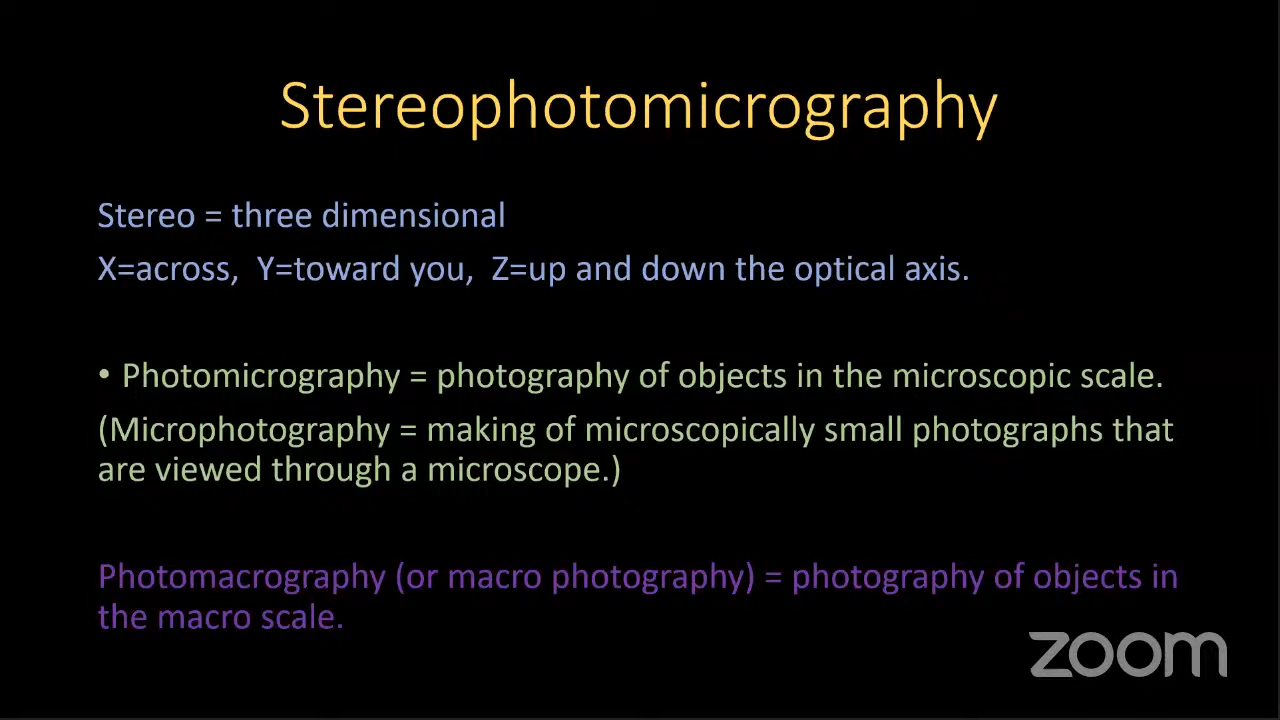 Stereophotomicrography
Stereo = three dimensional
X=across, Y=toward you, Z=up and down the optical axis.
• Photomicrography = photography of objects in the microscopic scale.
(Microphotography = making of microscopically small photographs that
are viewed through a microscope.)
Photomacrography (or macro photography) = photography of objects in
the macro scale.
zoom